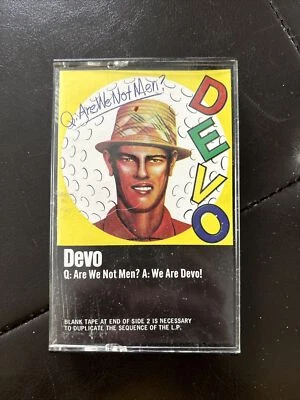 Q: Are We Not Men?
DEVO
Devo
Q: Are We Not Men? A: We Are Devo!
BLANK TAPE AT END OF SIDE 2 IS NECESSARY
TO DUPLICATE THE SEQUENCE OF THE L.P.